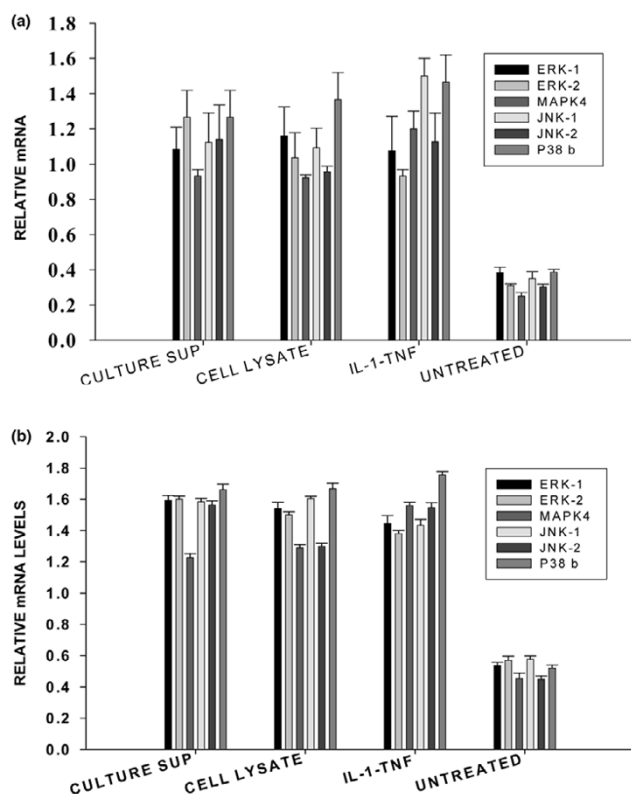 (a)
RELATIVE mRNA
1.8
1.6
1.4
1.2
1.0
0.8
0.6
0.4
0.2
0.0
ERK-1
ERK-2
MAPK4
JNK-1
JNK-2
P38 b
CULTURE SUP
CELL LYSATE
IL-1-TNF
UNTREATED
(b)
RELATIVE mRNA LEVELS
2.0
1.8
1.6
1.4
1.2
1.0
0.8
0.6
0.4
0.2
0.0
ERK-1
ERK-2
MAPK4
JNK-1
JNK-2
P38 b
CULTURE SUP
CELL LYSATE
IL-1-TNF
UNTREATED